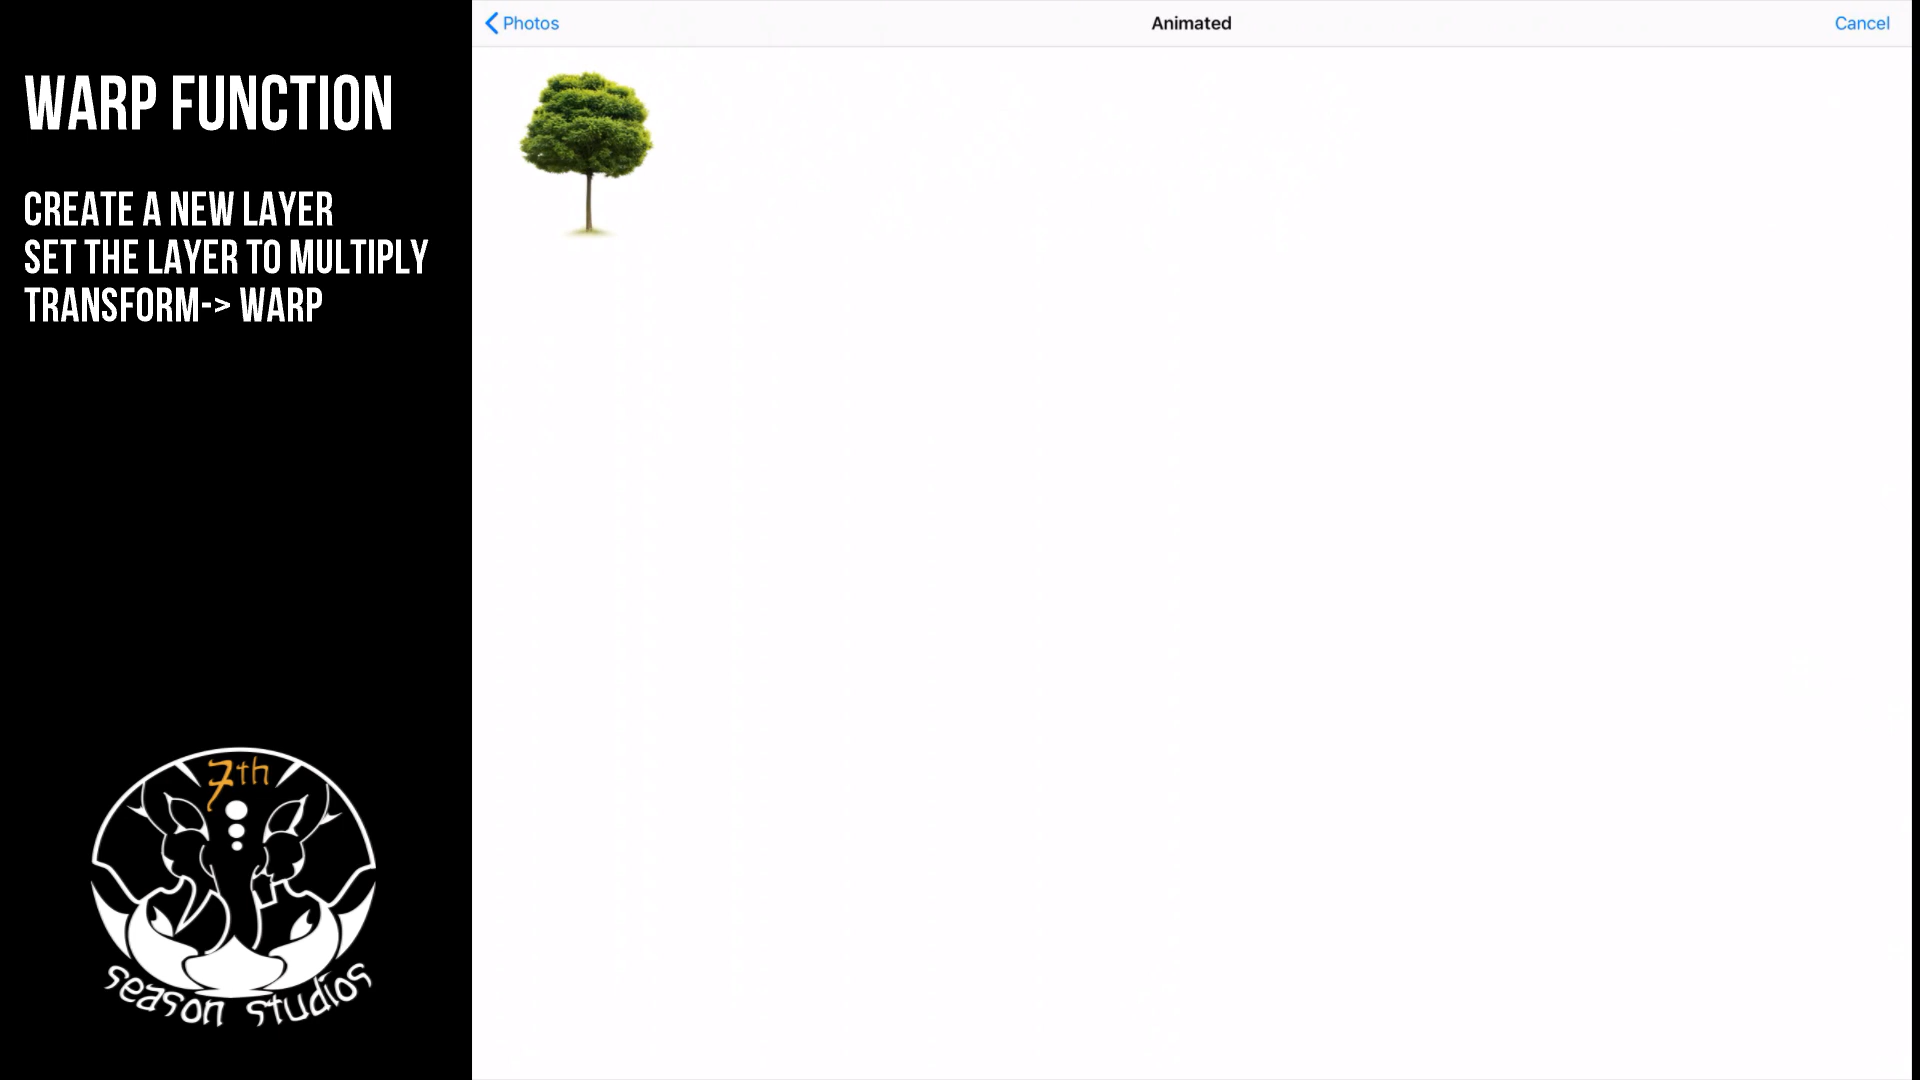 WARP FUNCTION
CREATE A NEW LAYER
SET THE LAYER TO MULTIPLY
TRANSFORM-> WARP
7th
season studios
Photos
Animated
Cancel